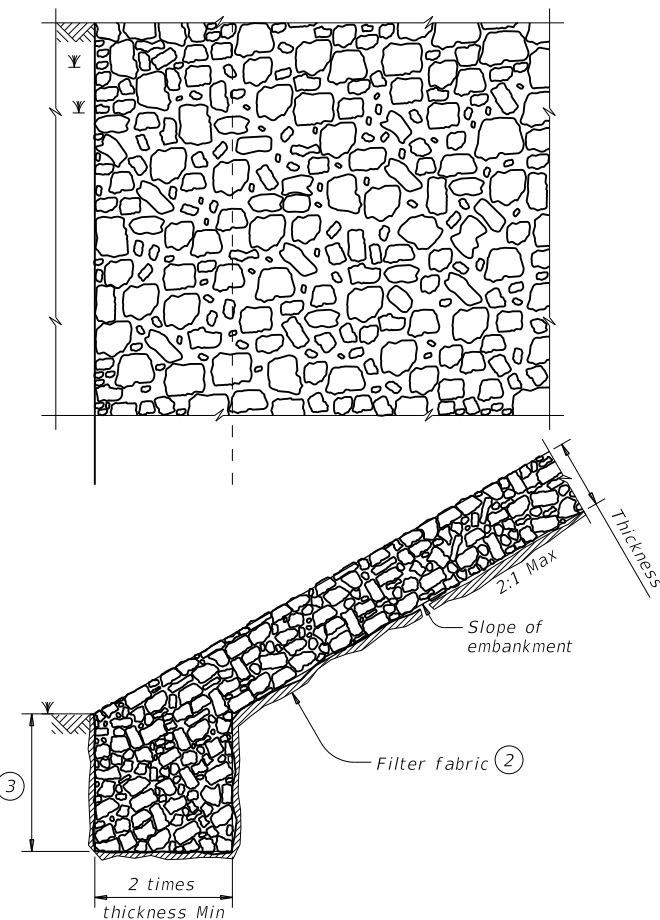 Thickness
2:1 Max
Slope of
embankment
Filter fabric 2
3
2 times
thickness Min